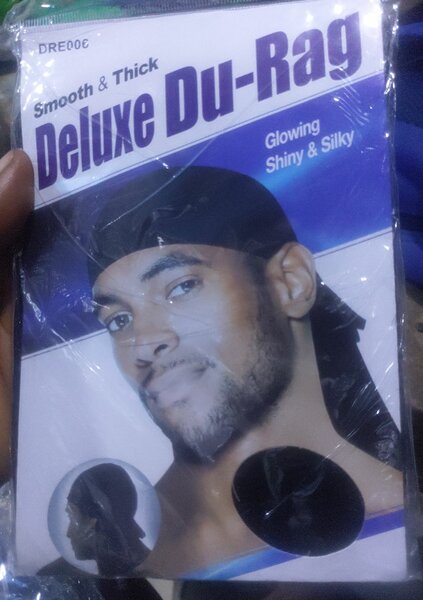 DRE006
Smooth & Thick
Deluxe Du-Rag
Glowing
Shiny & Silky